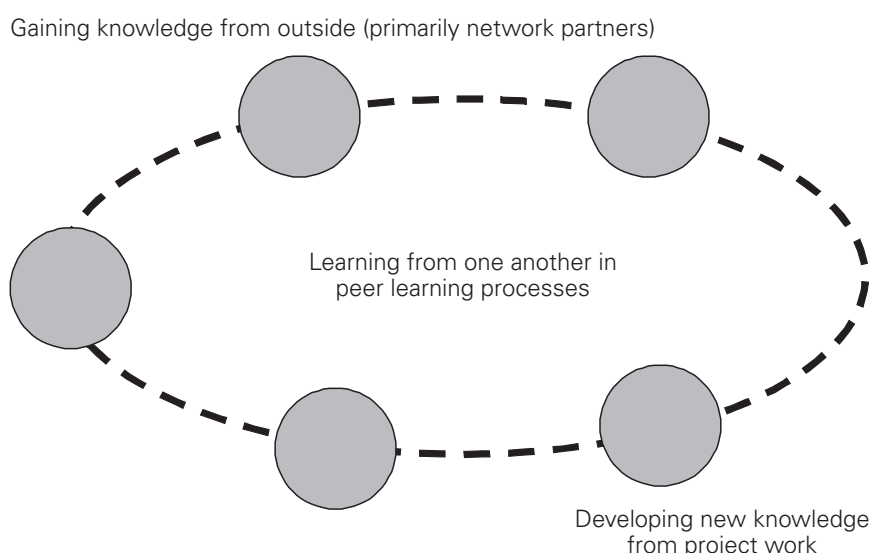 Gaining knowledge from outside (primarily network partners)
Learning from one another in
peer learning processes
Developing new knowledge
from project work